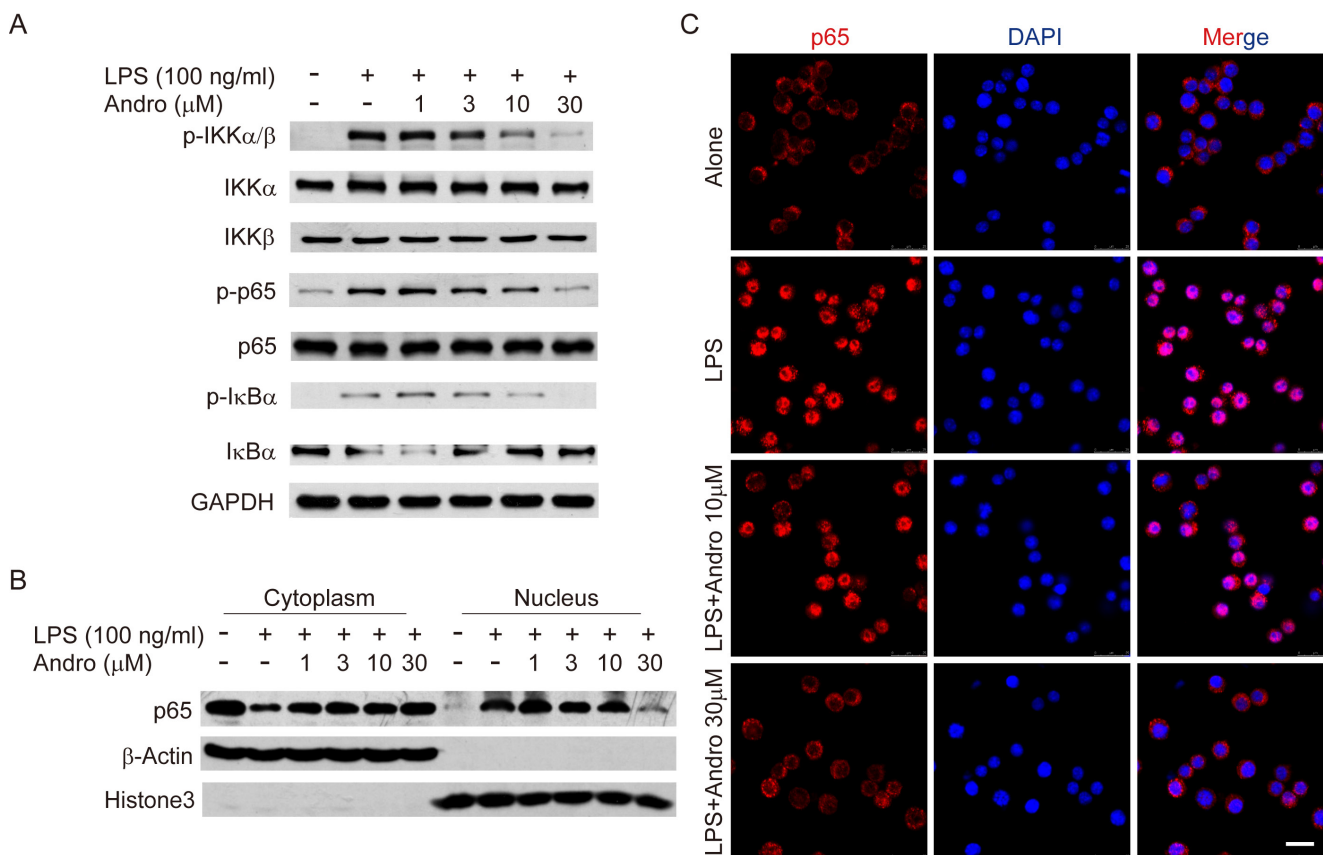 A
LPS (100 ng/ml) - + + + + +
Andro (μM) - - 1 3 10 30
p-IKKα/β
IKKα
IKKβ
p-p65
p65
p-IκBα
IκBα
GAPDH
B
Cytoplasm Nucleus
LPS (100 ng/ml) - + + + + + - + + + + +
Andro (μM) - - 1 3 10 30 - - 1 3 10 30
p65
β-Actin
Histone3
C
p65 DAPI Merge
Alone
LPS
LPS+Andro 10μM
LPS+Andro 30μM